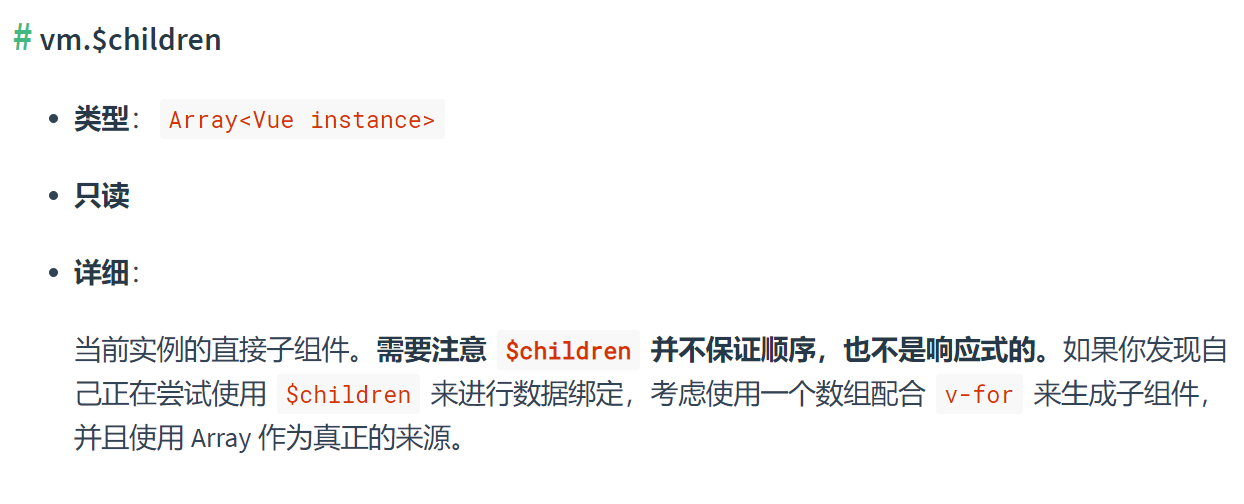 # vm.$children
类型： Array<Vue instance>
只读
详细：
当前实例的直接子组件。需要注意 $children 并不保证顺序，也不是响应式的。如果你发现自
己正在尝试使用 $children 来进行数据绑定，考虑使用一个数组配合 v-for 来生成子组件，
并且使用 Array 作为真正的来源。